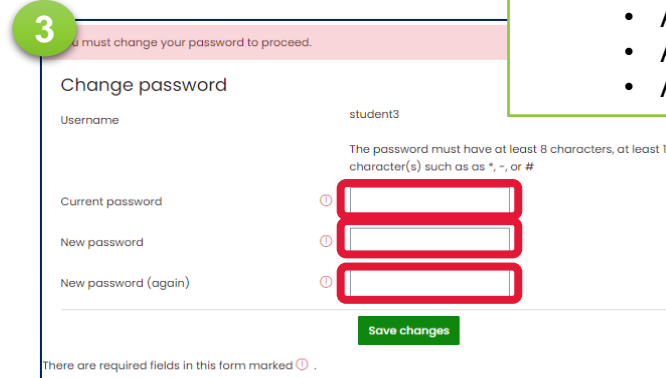 3
u must change your password to proceed.
• A
• A
• A
Change password
Username
student3
The password must have at least 8 characters, at least 1
character(s) such as as *, -, or #
Current password
New password
New password (again)
Save changes
There are required fields in this form marked .